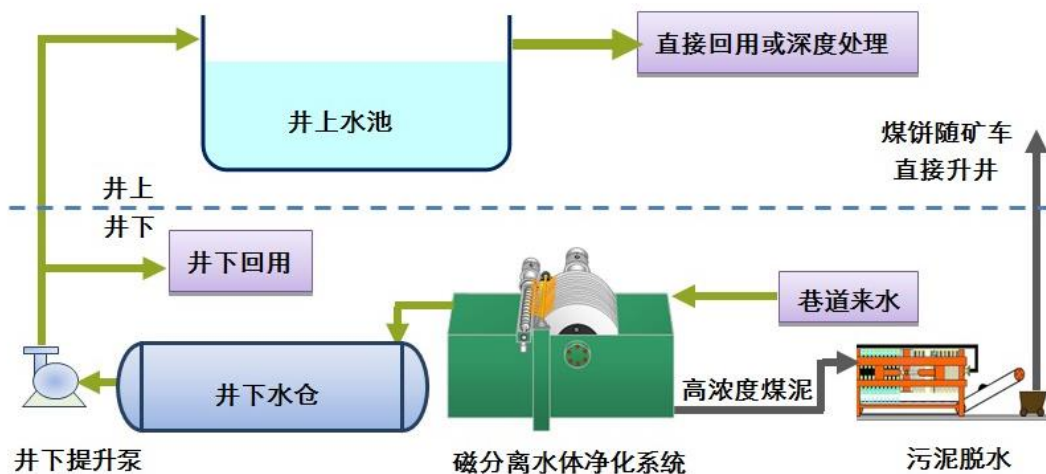 直接回用或深度处理
井上水池
煤饼随矿车
直接升井
井上
井下
井下回用
巷道来水
井下水仓
高浓度煤泥
井下提升泵
磁分离水体净化系统
污泥脱水